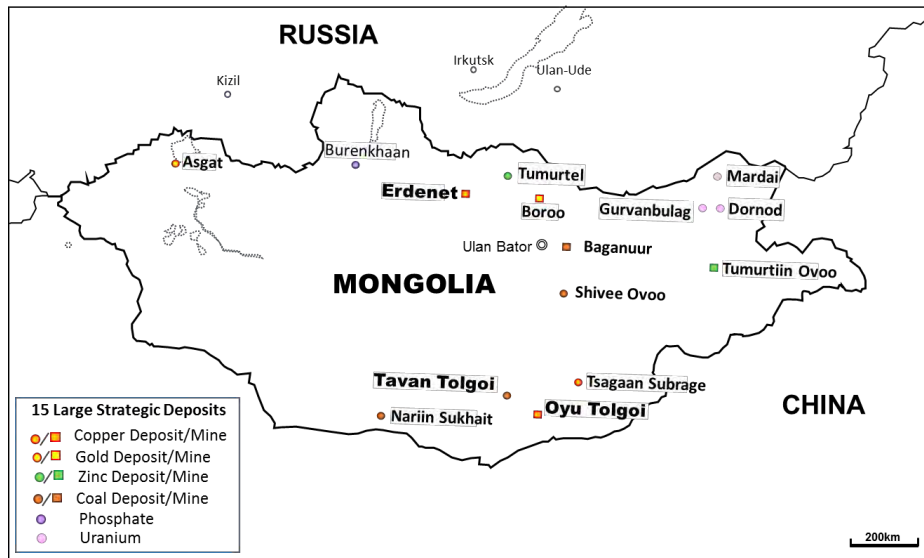 RUSSIA
Irkutsk
Ulan-Ude
Kizil
Burenkhaan
Asgat
Tumurtel
Mardai
Erdenet
Boroo
Gurvanbulag
Dornod
Ulan Bator
Baganuur
Tumurtiin Ovoo
MONGOLIA
Shivee Ovoo
Tavan Tolgoi
Tsagaan Subrage
CHINA
Nariin Sukhait
Oyu Tolgoi
15 Large Strategic Deposits
/ Copper Deposit/Mine
/ Gold Deposit/Mine
/ Zinc Deposit/Mine
/ Coal Deposit/Mine
Phosphate
Uranium
200km